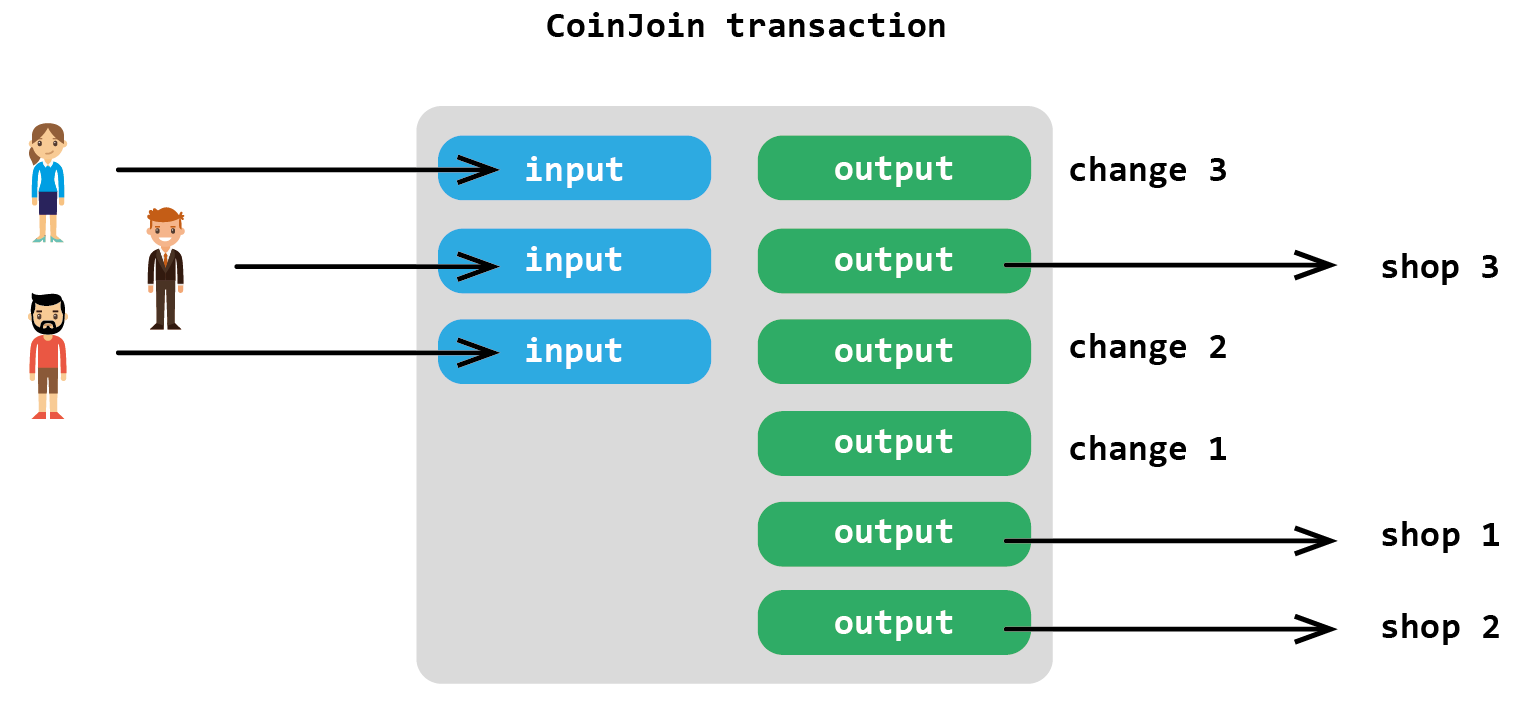 CoinJoin transaction
input output change 3
input output shop 3
input output change 2
output change 1
output shop 1
output shop 2